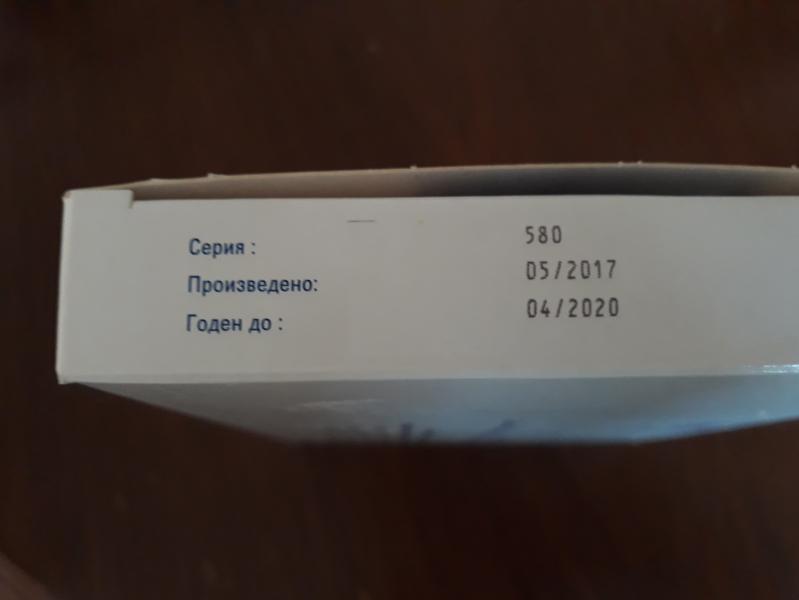 Серия : 580
Произведено: 05/2017
Годен до : 04/2020